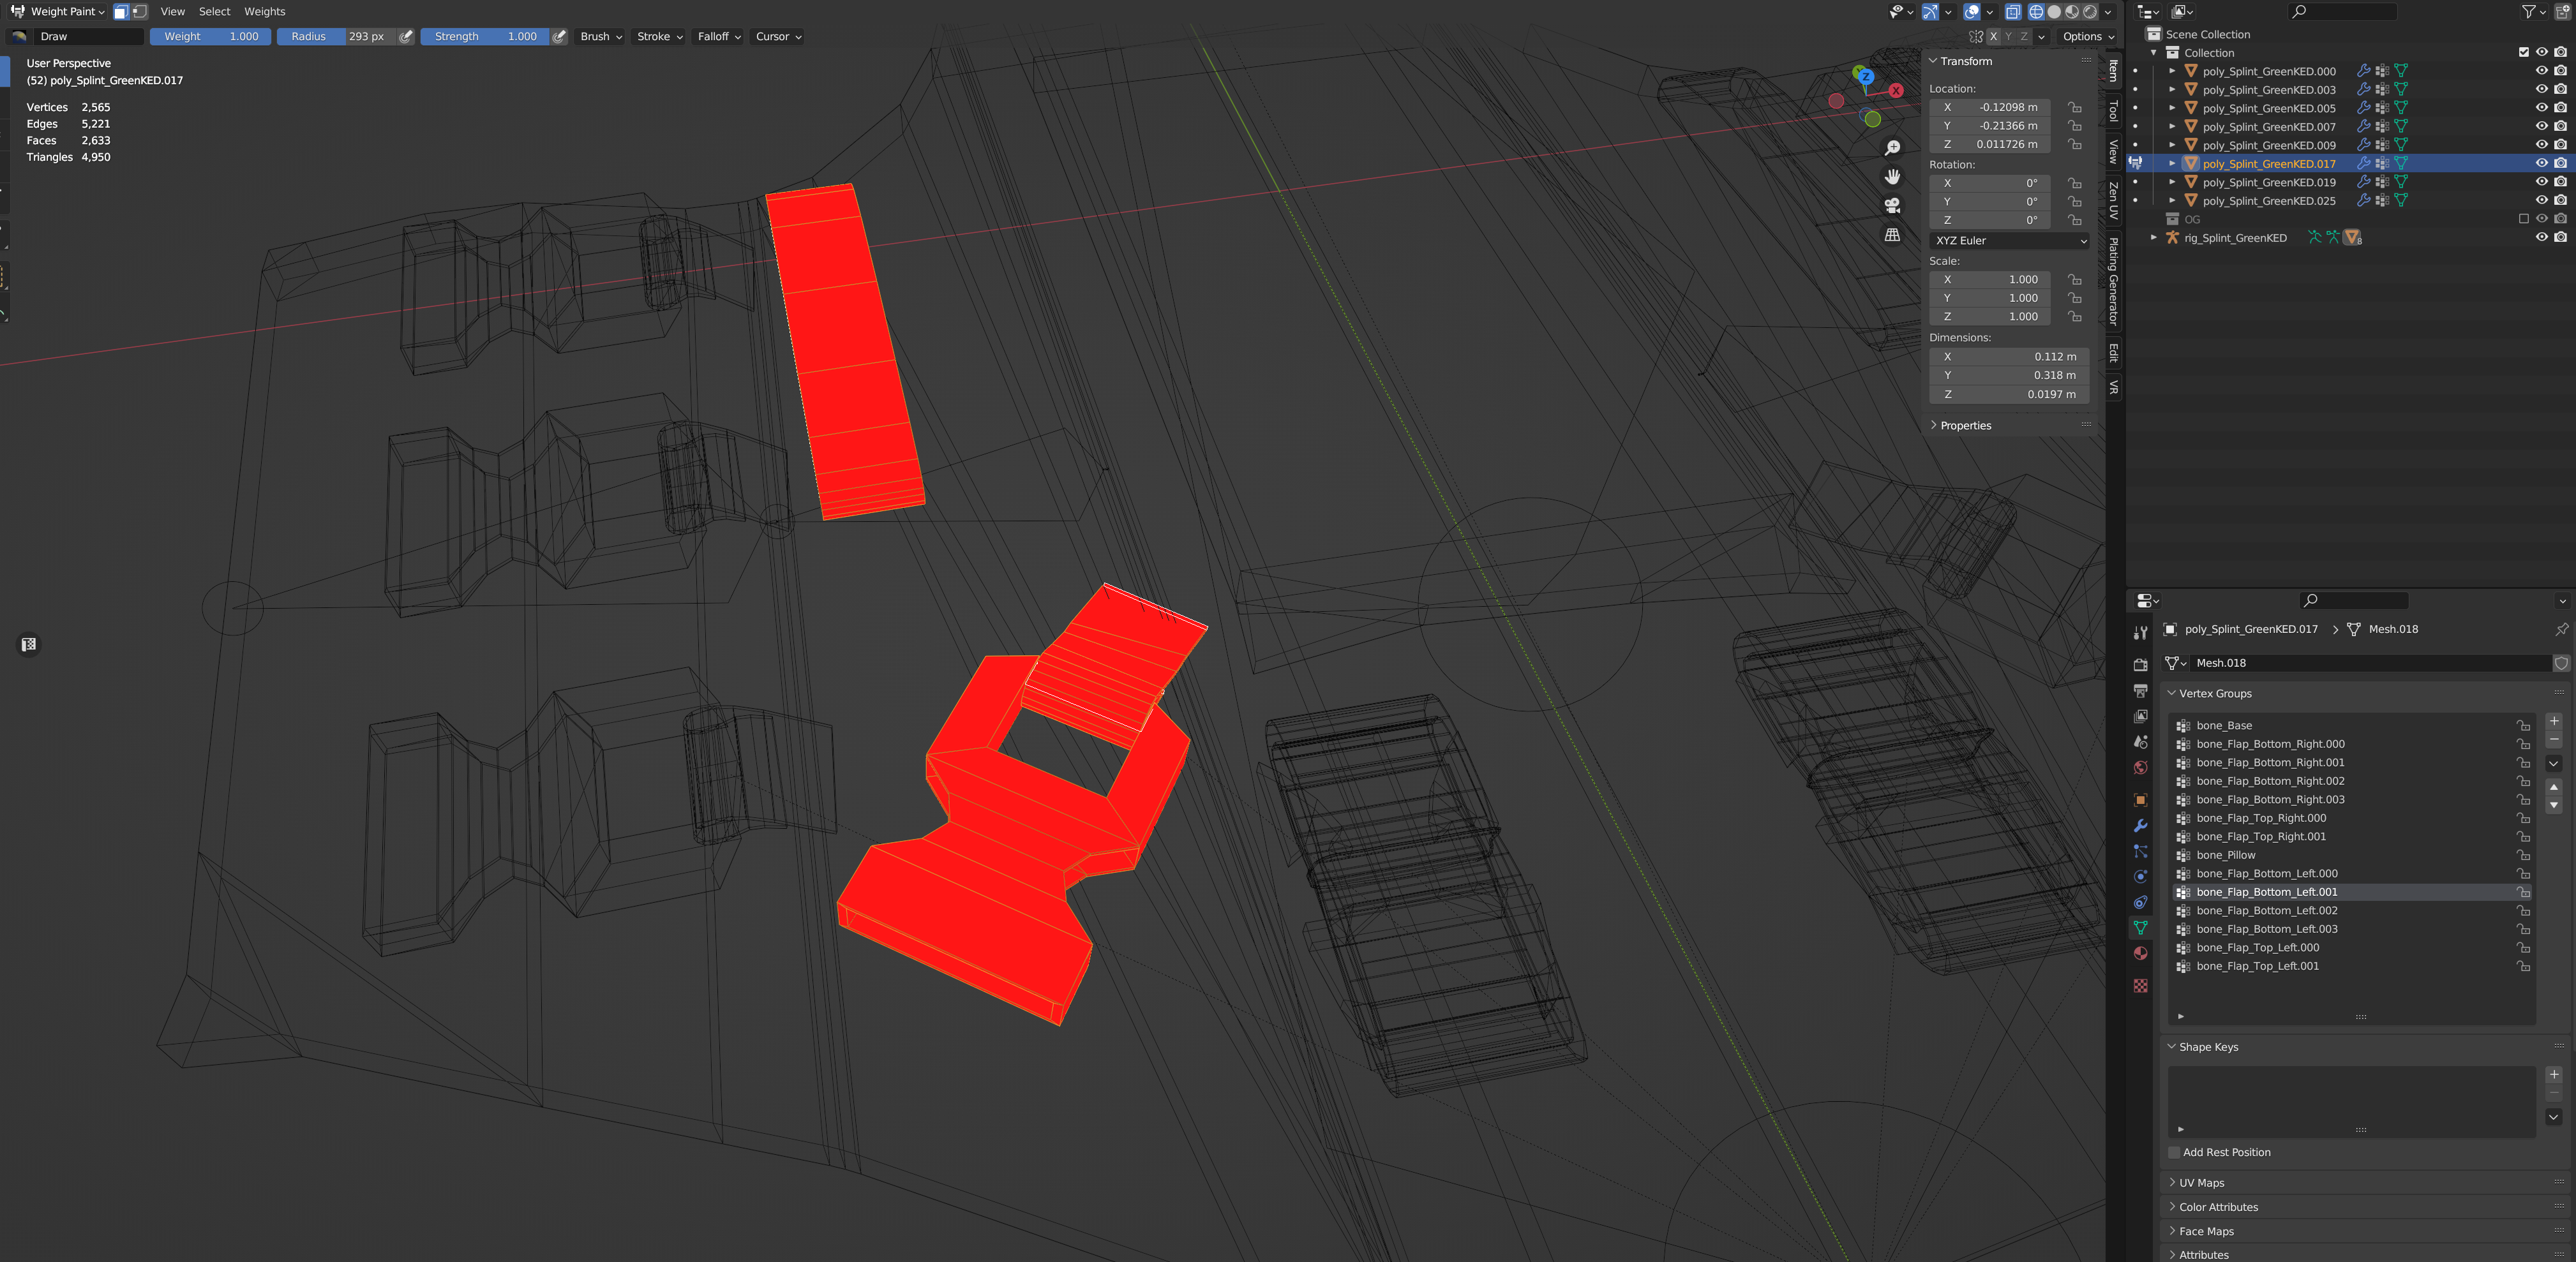 Weight Paint View Select Weights
Draw Weight 1.000 Radius 293 px Strength 1.000 Brush Stroke Falloff Cursor X Y Z Options
User Perspective
(52) poly_Splint_GreenKED.017
Vertices 2,565
Edges 5,221
Faces 2,633
Triangles 4,950
Z
X
Transform
Location:
X -0.12098 m
Y -0.21366 m
Z 0.011726 m
Rotation:
X 0°
Y 0°
Z 0°
XYZ Euler
Scale:
X 1.000
Y 1.000
Z 1.000
Dimensions:
X 0.112 m
Y 0.318 m
Z 0.0197 m
Properties
Item
Tool
View
Zen UV
Plating Generator
Edit
VR
Scene Collection
Collection
poly_Splint_GreenKED.000
poly_Splint_GreenKED.003
poly_Splint_GreenKED.005
poly_Splint_GreenKED.007
poly_Splint_GreenKED.009
poly_Splint_GreenKED.017
poly_Splint_GreenKED.019
poly_Splint_GreenKED.025
OG
rig_Splint_GreenKED 8
poly_Splint_GreenKED.017 > Mesh.018
Mesh.018
Vertex Groups
bone_Base
bone_Flap_Bottom_Right.000
bone_Flap_Bottom_Right.001
bone_Flap_Bottom_Right.002
bone_Flap_Bottom_Right.003
bone_Flap_Top_Right.000
bone_Flap_Top_Right.001
bone_Pillow
bone_Flap_Bottom_Left.000
bone_Flap_Bottom_Left.001
bone_Flap_Bottom_Left.002
bone_Flap_Bottom_Left.003
bone_Flap_Top_Left.000
bone_Flap_Top_Left.001
Shape Keys
Add Rest Position
UV Maps
Color Attributes
Face Maps
Attributes